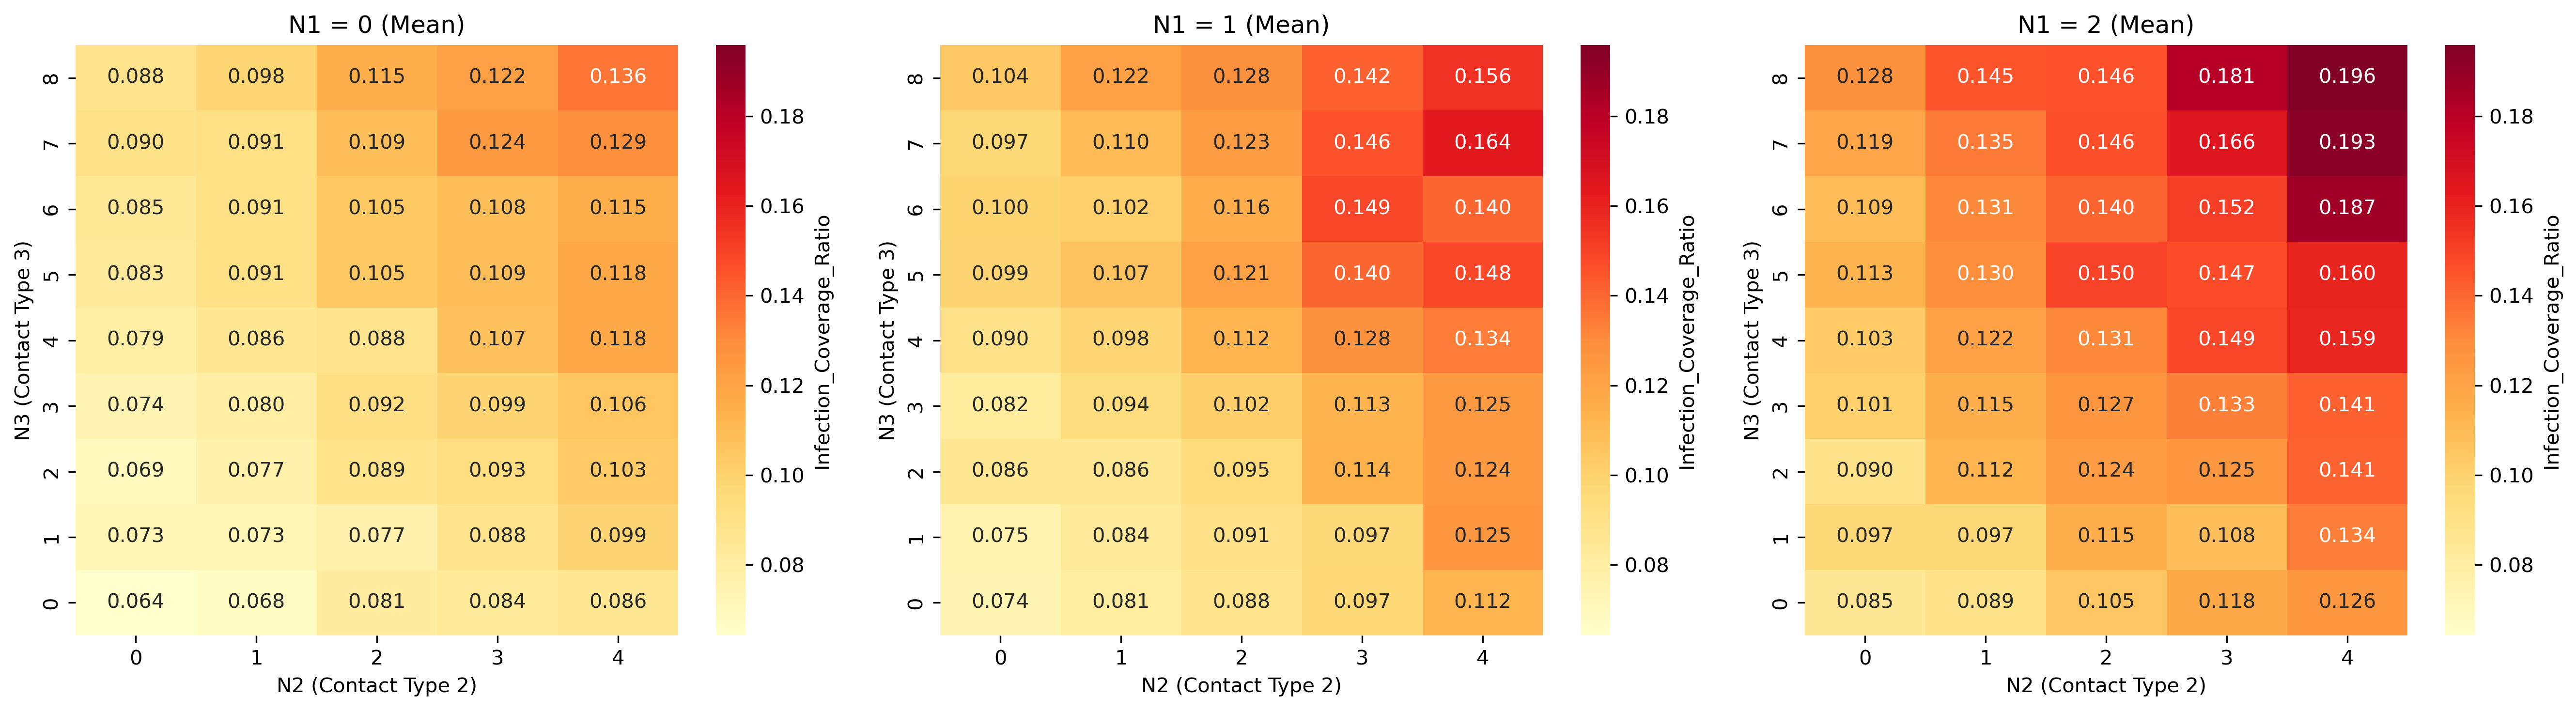 N1 = 0 (Mean) N1 = 1 (Mean) N1 = 2 (Mean)
N3 (Contact Type 3)
8 0.088 0.098 0.115 0.122 0.136
7 0.090 0.091 0.109 0.124 0.129
6 0.085 0.091 0.105 0.108 0.115
5 0.083 0.091 0.105 0.109 0.118
4 0.079 0.086 0.088 0.107 0.118
3 0.074 0.080 0.092 0.099 0.106
2 0.069 0.077 0.089 0.093 0.103
1 0.073 0.073 0.077 0.088 0.099
0 0.064 0.068 0.081 0.084 0.086
0 1 2 3 4
N2 (Contact Type 2)
0.18
0.16
0.14
0.12
0.10
0.08
Infection_Coverage_Ratio
N3 (Contact Type 3)
8 0.104 0.122 0.128 0.142 0.156
7 0.097 0.110 0.123 0.146 0.164
6 0.100 0.102 0.116 0.149 0.140
5 0.099 0.107 0.121 0.140 0.148
4 0.090 0.098 0.112 0.128 0.134
3 0.082 0.094 0.102 0.113 0.125
2 0.086 0.086 0.095 0.114 0.124
1 0.075 0.084 0.091 0.097 0.125
0 0.074 0.081 0.088 0.097 0.112
0 1 2 3 4
N2 (Contact Type 2)
0.18
0.16
0.14
0.12
0.10
0.08
Infection_Coverage_Ratio
N3 (Contact Type 3)
8 0.128 0.145 0.146 0.181 0.196
7 0.119 0.135 0.146 0.166 0.193
6 0.109 0.131 0.140 0.152 0.187
5 0.113 0.130 0.150 0.147 0.160
4 0.103 0.122 0.131 0.149 0.159
3 0.101 0.115 0.127 0.133 0.141
2 0.090 0.112 0.124 0.125 0.141
1 0.097 0.097 0.115 0.108 0.134
0 0.085 0.089 0.105 0.118 0.126
0 1 2 3 4
N2 (Contact Type 2)
0.18
0.16
0.14
0.12
0.10
0.08
Infection_Coverage_Ratio